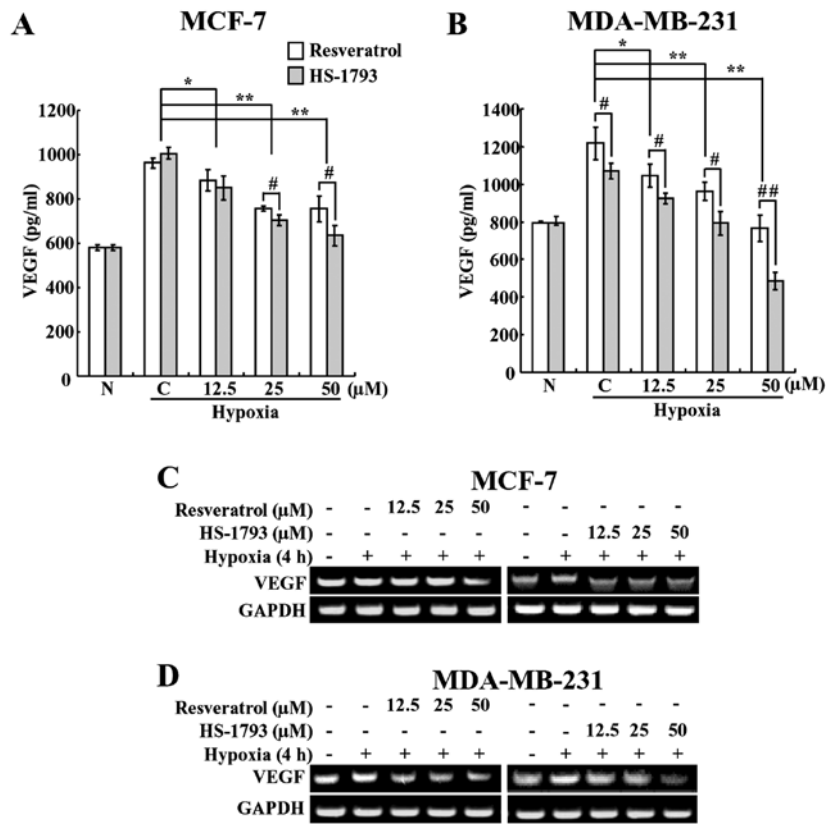 A
MCF-7
Resveratrol
HS-1793
* ** **
# #
VEGF (pg/ml)
1200
1000
800
600
400
200
0
N C 12.5 25 50 (μM)
Hypoxia
B
MDA-MB-231
* ** **
# # # ##
VEGF (pg/ml)
1400
1200
1000
800
600
400
200
0
N C 12.5 25 50 (μM)
Hypoxia
C
MCF-7
Resveratrol (μM) - - 12.5 25 50 - - - - -
HS-1793 (μM) - - - - - - - 12.5 25 50
Hypoxia (4 h) - + + + + - + + + +
VEGF
GAPDH
D
MDA-MB-231
Resveratrol (μM) - - 12.5 25 50 - - - - -
HS-1793 (μM) - - - - - - - 12.5 25 50
Hypoxia (4 h) - + + + + - + + + +
VEGF
GAPDH